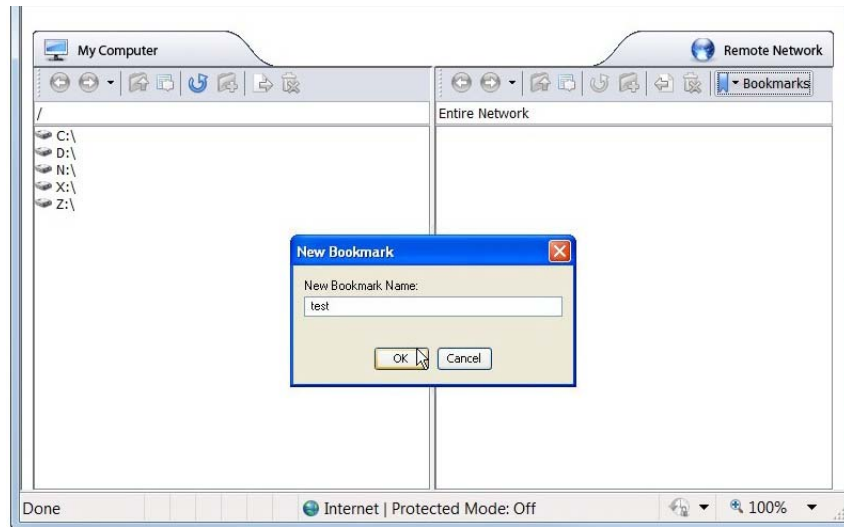 My Computer
Remote Network
Bookmarks
/
Entire Network
C:\
D:\
N:\
X:\
Z:\
New Bookmark
New Bookmark Name:
test
OK
Cancel
Done
Internet | Protected Mode: Off
100%